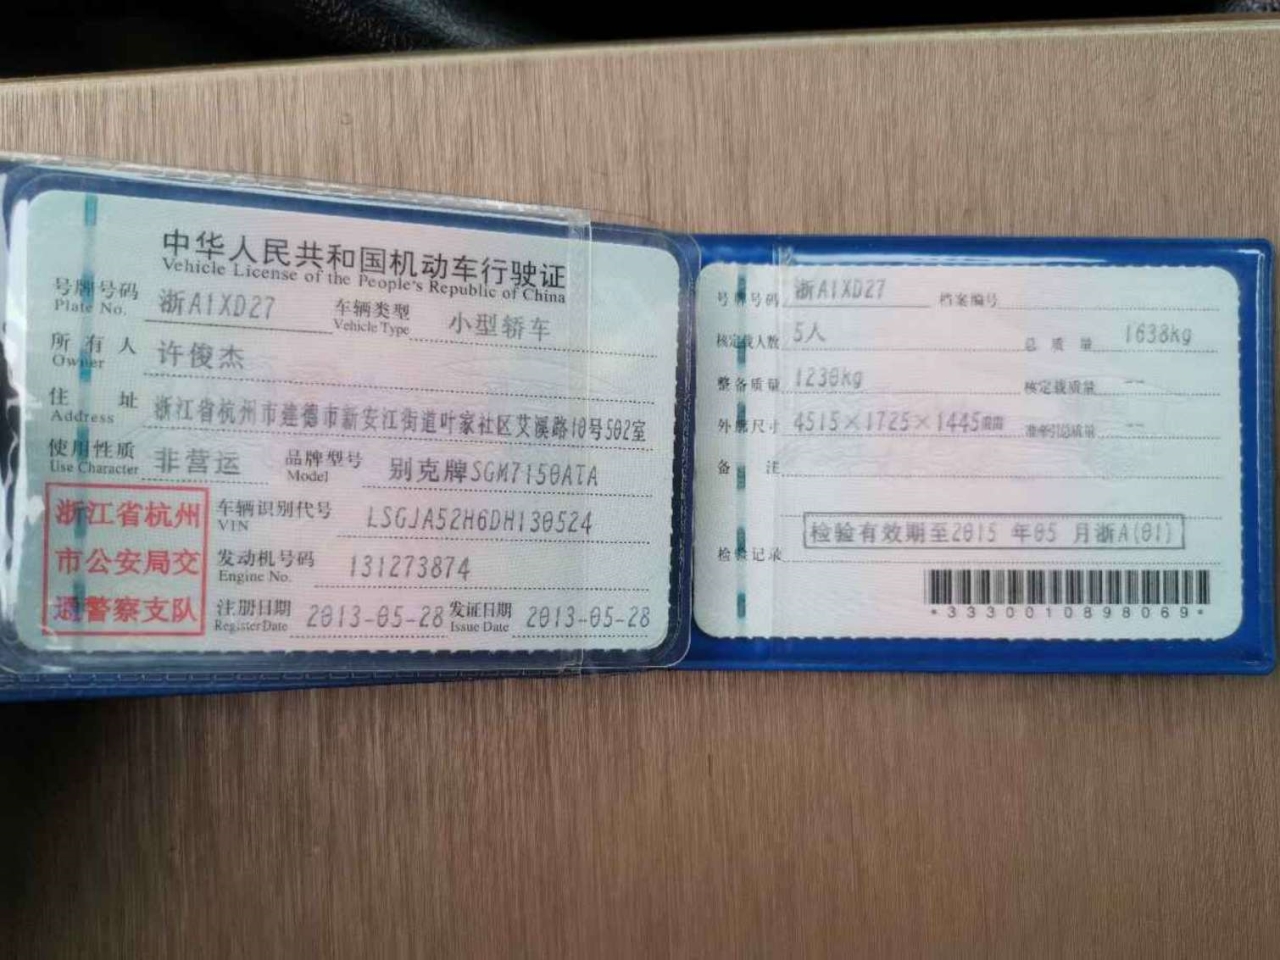 中华人民共和国机动车行驶证
Vehicle License of the People's Republic of China
号牌号码 浙A1XD27 车辆类型 小型轿车
Plate No. Vehicle Type
所有人 许俊杰
Owner
住址 浙江省杭州市建德市新安江街道叶家社区艾溪路10号502室
Address
使用性质 非营运 品牌型号 别克牌SGM7150ATA
Use Character Model
浙江省杭州
市公安局交
通警察支队
车辆识别代号 LSGJA52H6DH130524
VIN
发动机号码 131273874
Engine No.
注册日期 2013-05-28 发证日期 2013-05-28
Register Date Issue Date
号牌号码 浙A1XD27 档案编号
核定载人数 5人 总质量 1638kg
整备质量 1230kg 核定载质量 --
外廓尺寸 4515×1725×1445mm 准牵引总质量 --
备注
检验有效期至2015 年05 月浙A(01)
检验记录
*3330010898069*